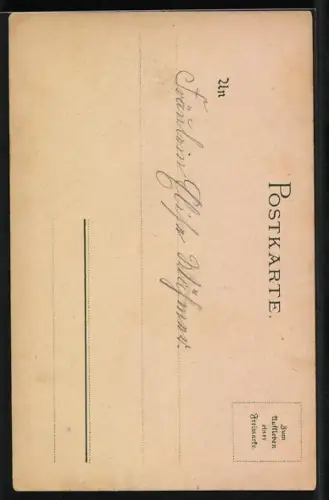 POSTKARTE.
Zum
Aufkleben
einer
Freimarke.
An
Fräulein Elise